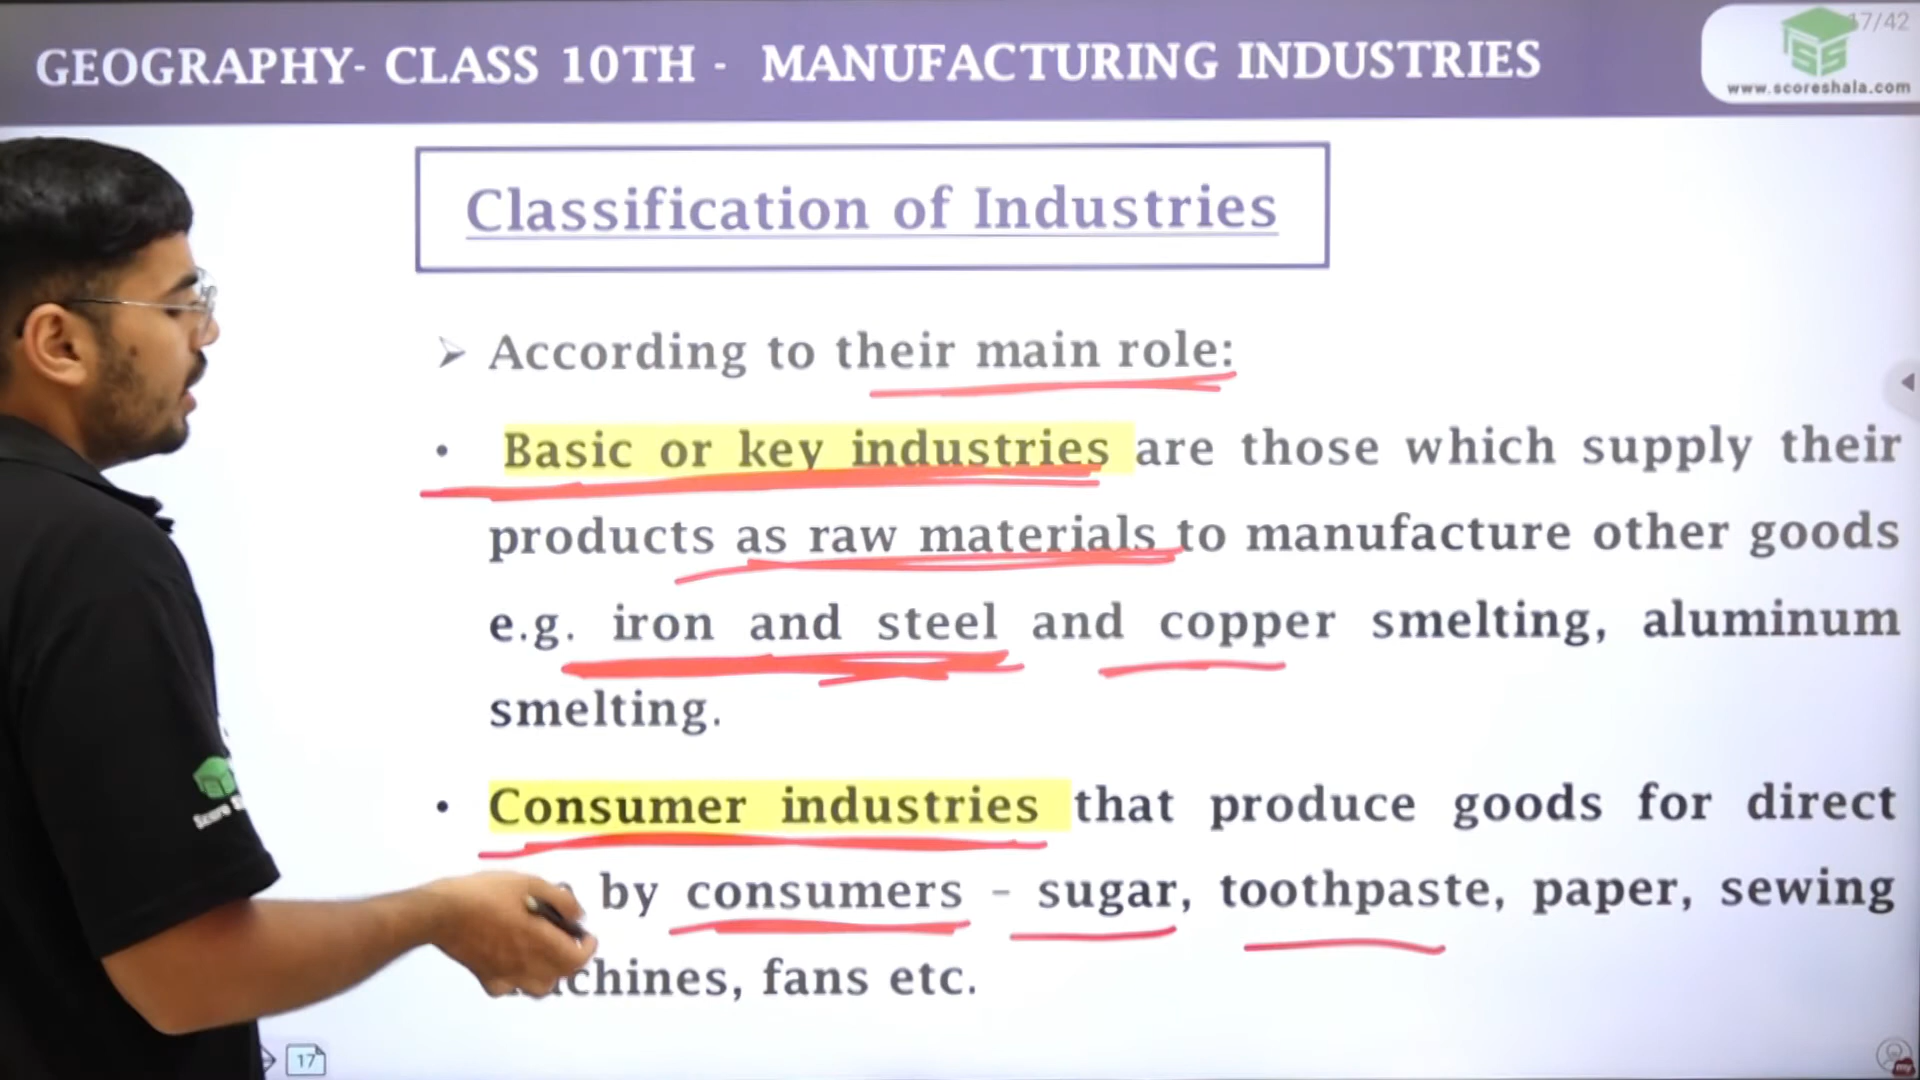 GEOGRAPHY- CLASS 10TH - MANUFACTURING INDUSTRIES
17/42
www.scoreshala.com
Classification of Industries
➢ According to their main role:
• Basic or key industries are those which supply their
products as raw materials to manufacture other goods
e.g. iron and steel and copper smelting, aluminum
smelting.
• Consumer industries that produce goods for direct
by consumers - sugar, toothpaste, paper, sewing
chines, fans etc.
Score
17
my